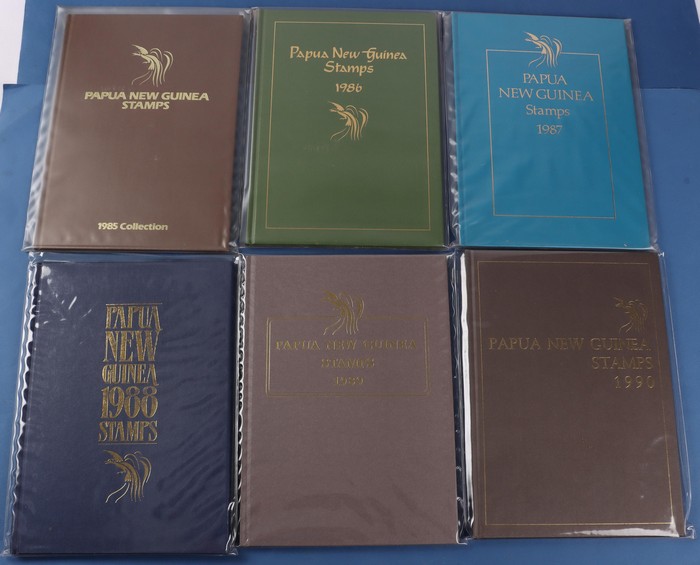 PAPUA NEW GUINEA
STAMPS
1985 Collection
Papua New Guinea
Stamps
1986
PAPUA
NEW GUINEA
Stamps
1987
PAPUA
NEW
GUINEA
1988
STAMPS
PAPUA NEW GUINEA
STAMPS
1989
PAPUA NEW GUINEA
STAMPS
1990